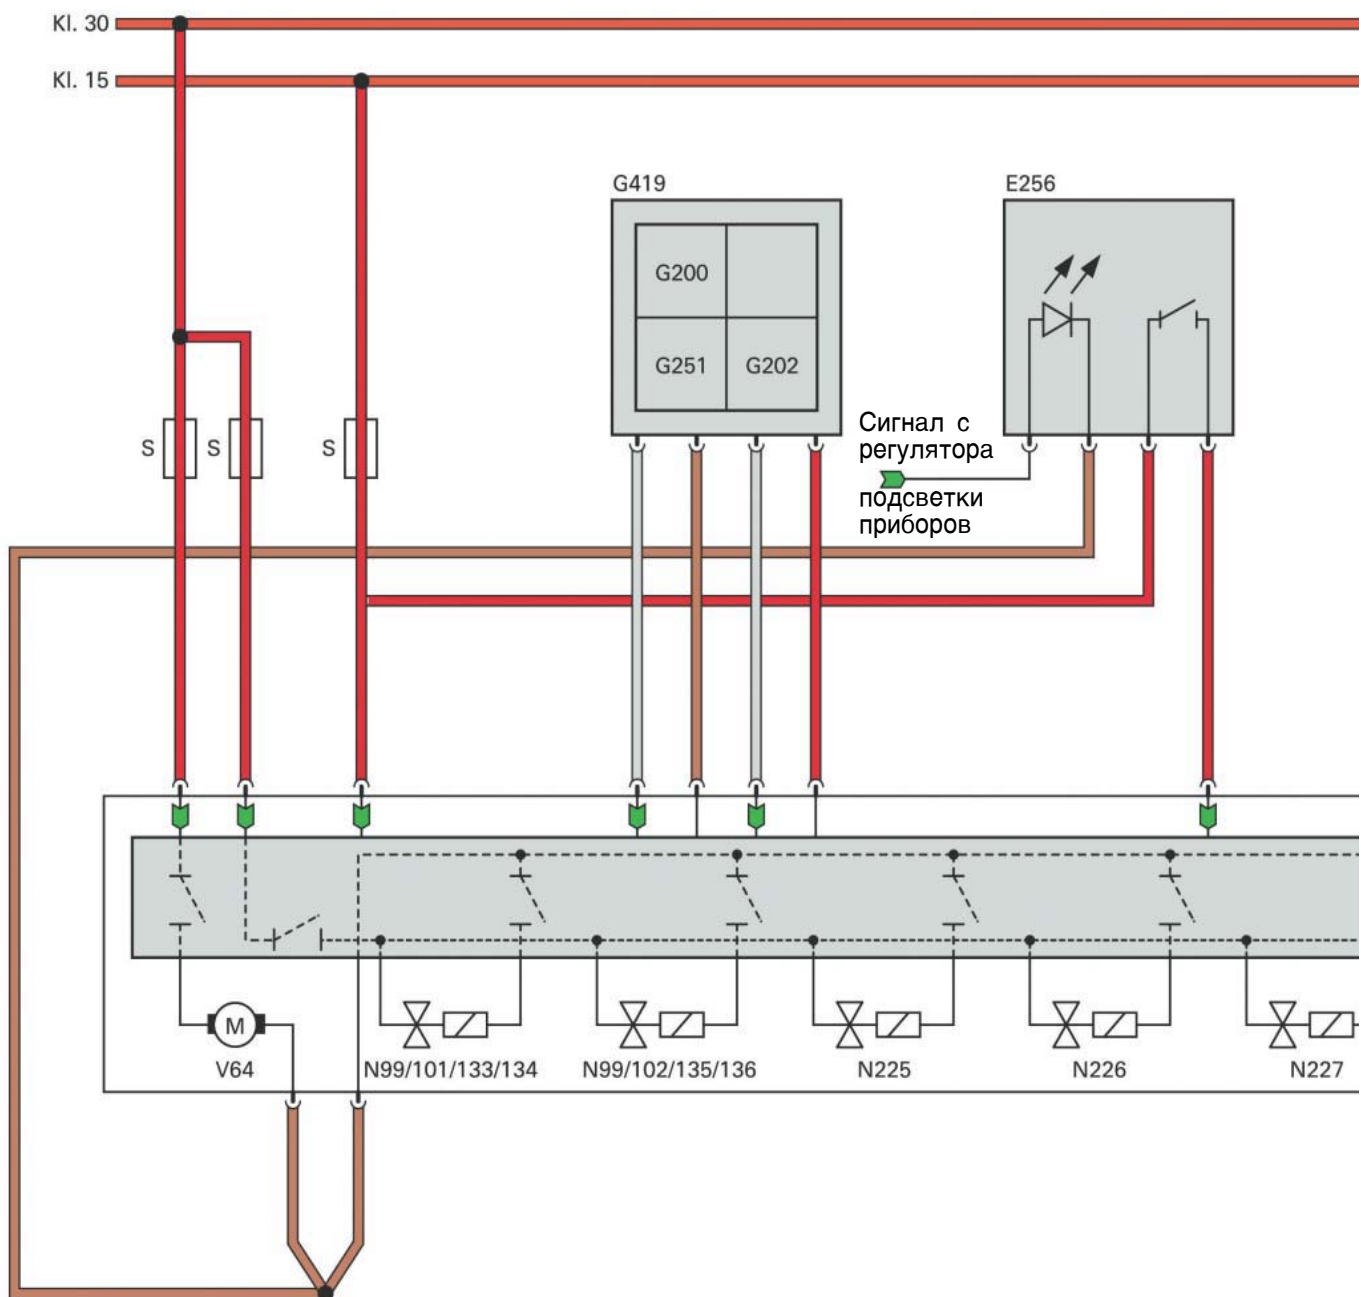 Kl. 30
Kl. 15
G419
E256
G200
G251
G202
Сигнал с
регулятора
подсветки
приборов
S
S
S
M
V64
N99/101/133/134
N99/102/135/136
N225
N226
N227